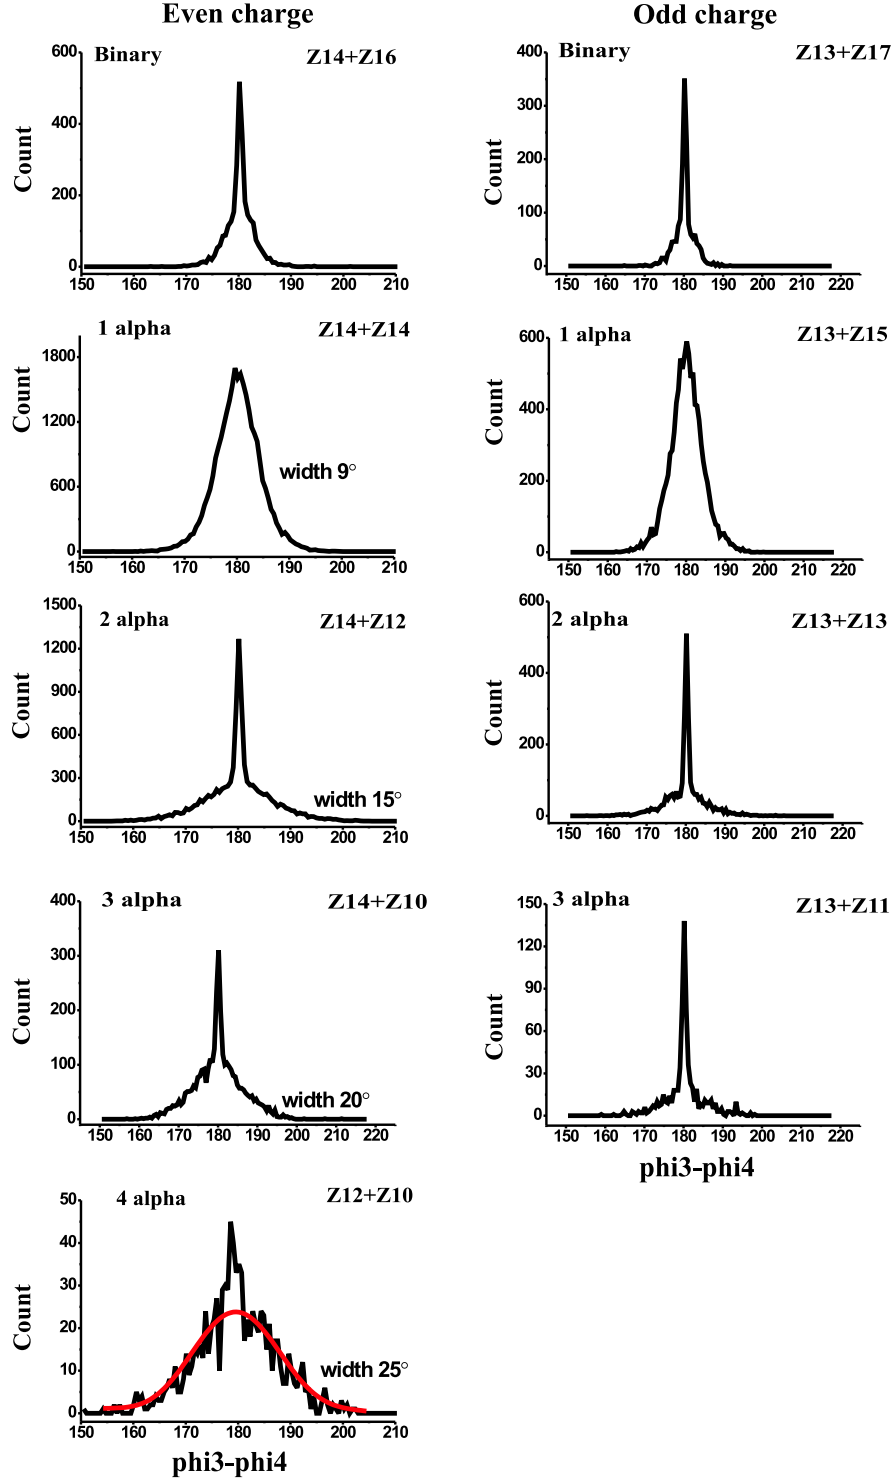 Even charge
Odd charge
Binary Z14+Z16
Count
600
400
200
0
150 160 170 180 190 200 210
Binary Z13+Z17
Count
400
300
200
100
0
150 160 170 180 190 200 210 220
1 alpha Z14+Z14
Count
1800
1200
600
0
width 9°
150 160 170 180 190 200 210
1 alpha Z13+Z15
Count
600
400
200
0
150 160 170 180 190 200 210 220
2 alpha Z14+Z12
Count
1500
1200
900
600
300
0
width 15°
150 160 170 180 190 200 210
2 alpha Z13+Z13
Count
600
400
200
0
150 160 170 180 190 200 210 220
3 alpha Z14+Z10
Count
400
300
200
100
0
width 20°
150 160 170 180 190 200 210 220
3 alpha Z13+Z11
Count
150
120
90
60
30
0
150 160 170 180 190 200 210 220
phi3-phi4
4 alpha Z12+Z10
Count
50
40
30
20
10
0
width 25°
150 160 170 180 190 200 210
phi3-phi4